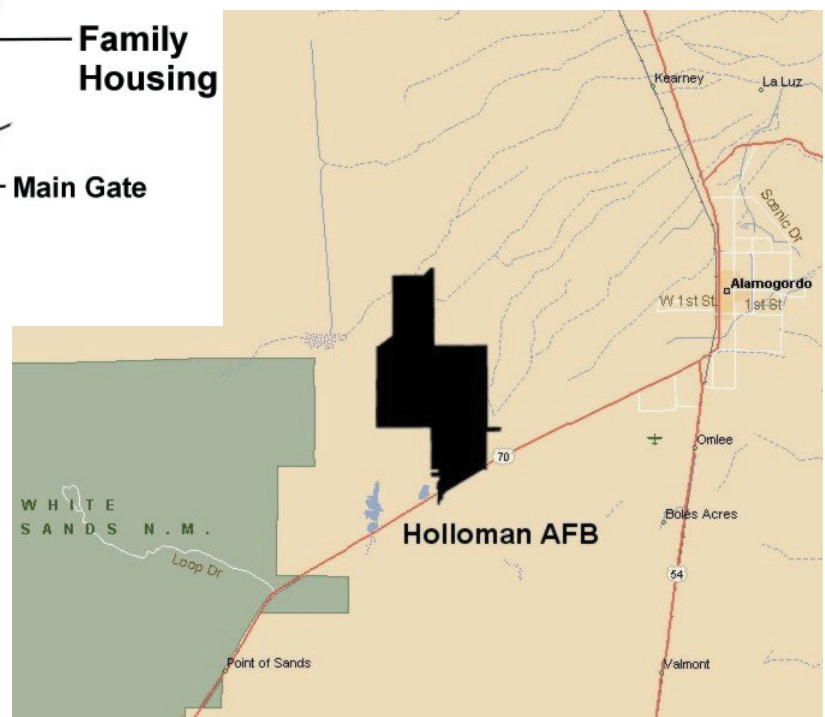 Family
Housing
Main Gate
Kearney
La Luz
Scenic Dr
Alamogordo
W 1st St
1st St
70
Omlee
WHITE
SANDS N.M.
Holloman AFB
Boles Acres
Loop Dr
54
Point of Sands
Valmont